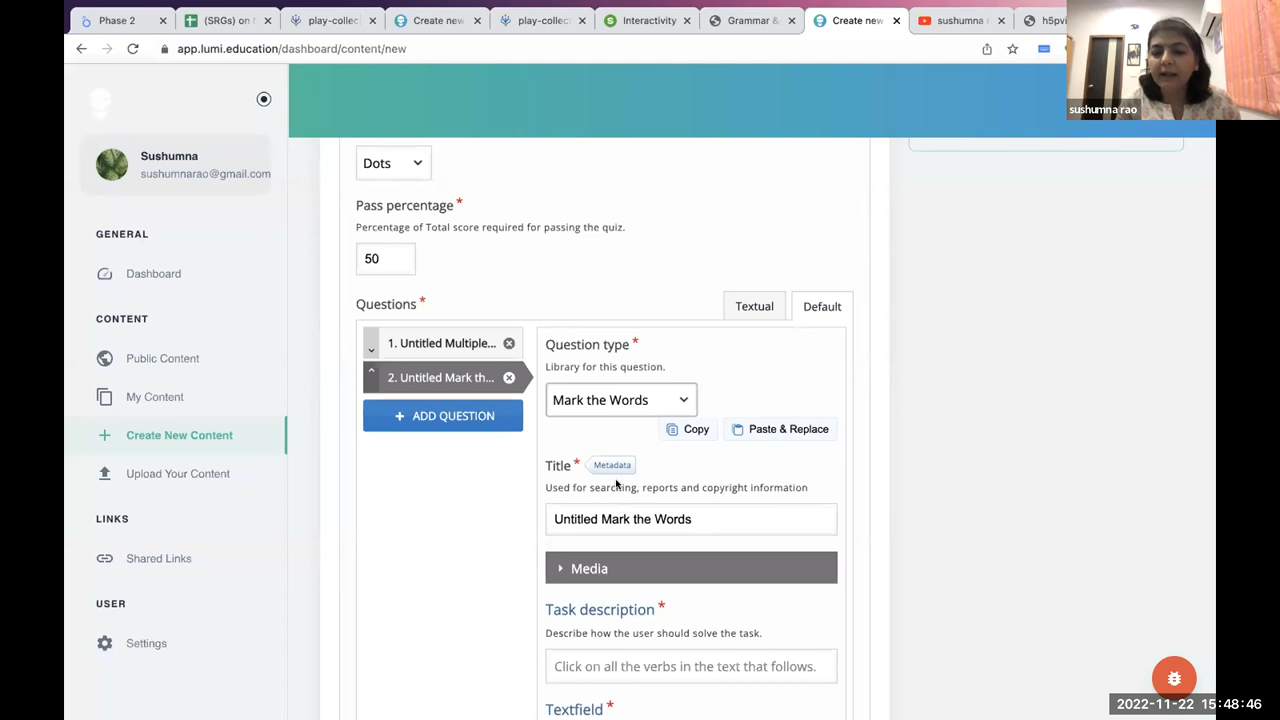 Phase 2
(SRGs) on
play-collec
Create new
play-collec
Interactivity
Grammar &
Create new
sushumna
h5pvi
app.lumi.education/dashboard/content/new
sushumna rao
Sushumna
sushumnarao@gmail.com
GENERAL
Dashboard
CONTENT
Public Content
My Content
Create New Content
Upload Your Content
LINKS
Shared Links
USER
Settings
Dots
Pass percentage *
Percentage of Total score required for passing the quiz.
50
Questions *
Textual
Default
1. Untitled Multiple...
2. Untitled Mark th...
+ ADD QUESTION
Question type *
Library for this question.
Mark the Words
Copy
Paste & Replace
Title * Metadata
Used for searching, reports and copyright information
Untitled Mark the Words
Media
Task description *
Describe how the user should solve the task.
Click on all the verbs in the text that follows.
Textfield *
2022-11-22 15:48:46